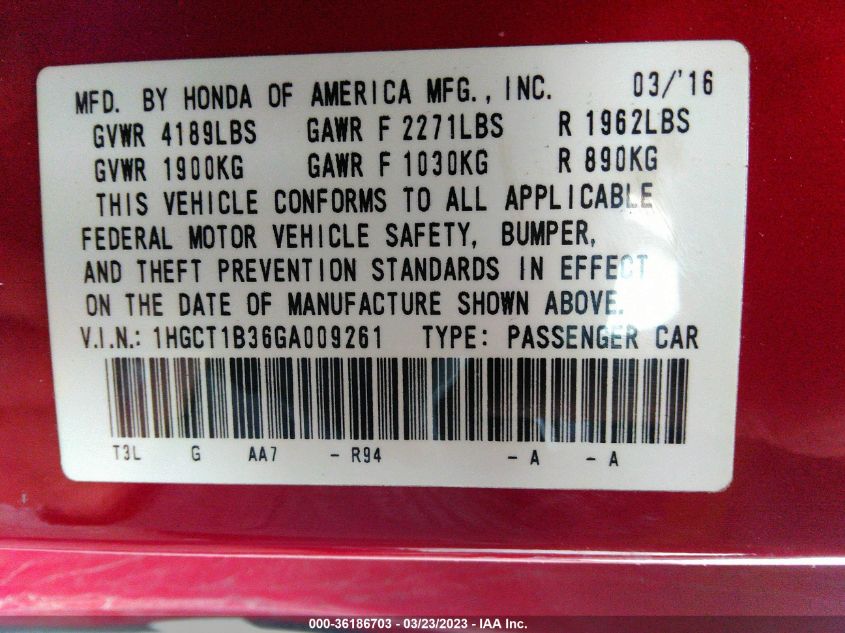 MFD. BY HONDA OF AMERICA MFG., INC. 03/'16
GVWR 4189LBS GAWR F 2271LBS R 1962LBS
GVWR 1900KG GAWR F 1030KG R 890KG
THIS VEHICLE CONFORMS TO ALL APPLICABLE
FEDERAL MOTOR VEHICLE SAFETY, BUMPER,
AND THEFT PREVENTION STANDARDS IN EFFECT
ON THE DATE OF MANUFACTURE SHOWN ABOVE.
V.I.N.: 1HGCT1B36GA009261 TYPE: PASSENGER CAR
T3L G AA7 - R94 - A - A
000-36186703 - 03/23/2023 - IAA Inc.